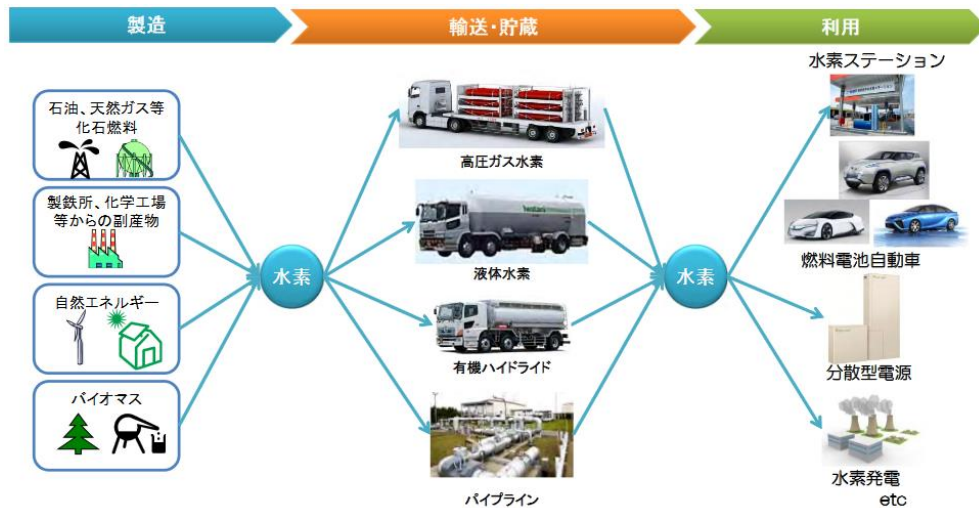 製造
輸送・貯蔵
利用
石油、天然ガス等
化石燃料
製鉄所、化学工場
等からの副産物
自然エネルギー
バイオマス
水素
高圧ガス水素
液体水素
有機ハイドライド
パイプライン
水素
水素ステーション
燃料電池自動車
分散型電源
水素発電
etc